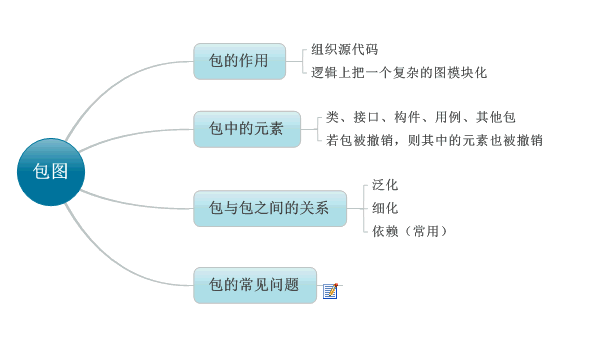 包图
包的作用
组织源代码
逻辑上把一个复杂的图模块化
包中的元素
类、接口、构件、用例、其他包
若包被撤销，则其中的元素也被撤销
包与包之间的关系
泛化
细化
依赖（常用）
包的常见问题